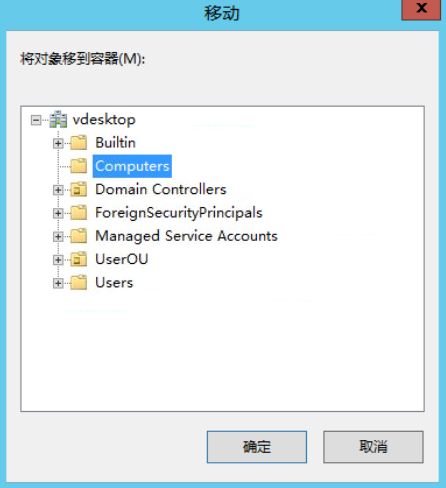 移动
x
将对象移到容器(M):
vdesktop
Builtin
Computers
Domain Controllers
ForeignSecurityPrincipals
Managed Service Accounts
UserOU
Users
确定
取消